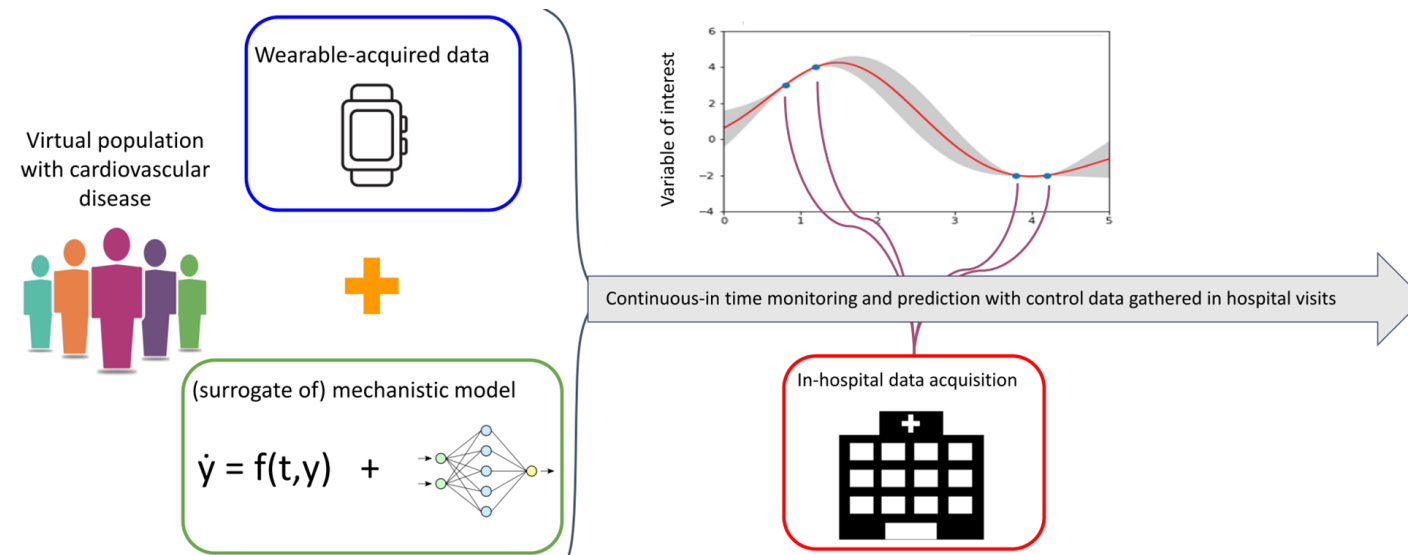 Wearable-acquired data
Virtual population
with cardiovascular
disease
(surrogate of) mechanistic model
ẏ = f(t,y) +
Variable of interest
6
4
2
0
−2
−4
0 1 2 3 4 5
Continuous-in time monitoring and prediction with control data gathered in hospital visits
In-hospital data acquisition